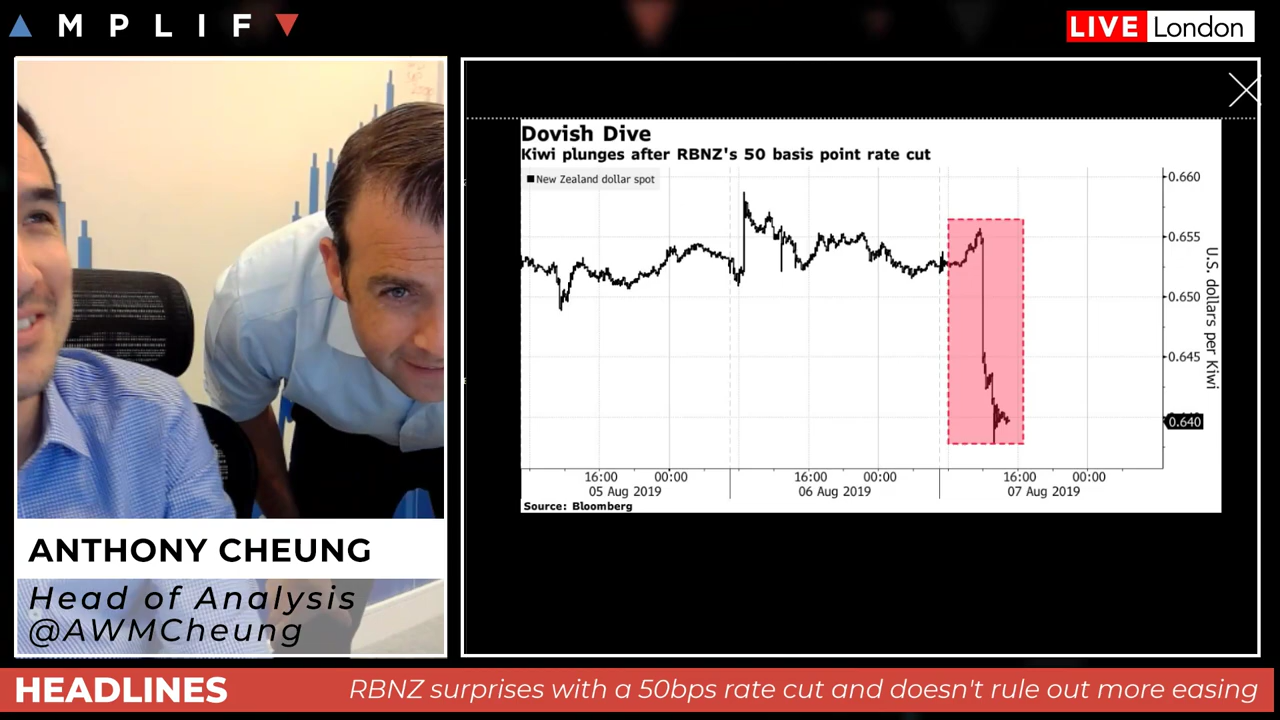 AMPLIFY
LIVE London
Dovish Dive
Kiwi plunges after RBNZ's 50 basis point rate cut
New Zealand dollar spot
0.660
0.655
0.650
0.645
0.640
U.S. dollars per Kiwi
16:00 00:00 16:00 00:00 16:00 00:00
05 Aug 2019 06 Aug 2019 07 Aug 2019
Source: Bloomberg
ANTHONY CHEUNG
Head of Analysis
@AWMCheung
HEADLINES RBNZ surprises with a 50bps rate cut and doesn't rule out more easing